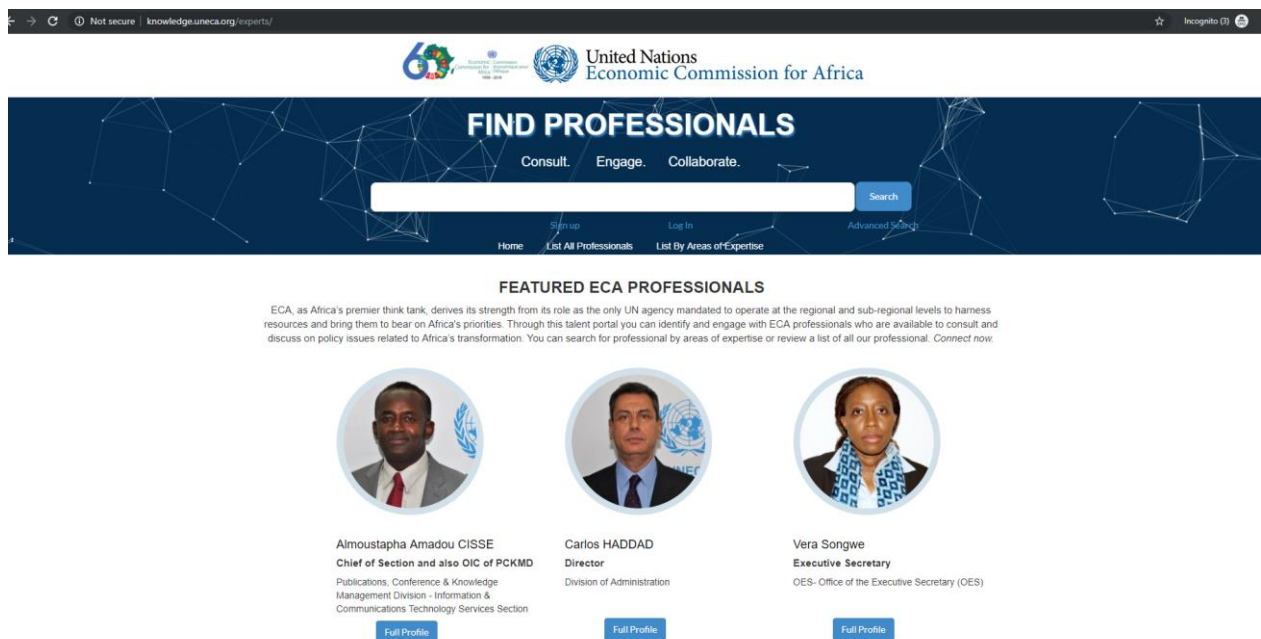 Not secure | knowledge.uneca.org/experts/
Incognito (3)
United Nations
Economic Commission for Africa
FIND PROFESSIONALS
Consult. Engage. Collaborate.
Search
Sign up Log In Advanced Search
Home List All Professionals List By Areas of Expertise
FEATURED ECA PROFESSIONALS
ECA, as Africa's premier think tank, derives its strength from its role as the only UN agency mandated to operate at the regional and sub-regional levels to harness
resources and bring them to bear on Africa's priorities. Through this talent portal you can identify and engage with ECA professionals who are available to consult and
discuss on policy issues related to Africa's transformation. You can search for professional by areas of expertise or review a list of all our professional. Connect now.
Almoustapha Amadou CISSE
Chief of Section and also OIC of PCKMD
Publications, Conference & Knowledge
Management Division - Information &
Communications Technology Services Section
Full Profile
Carlos HADDAD
Director
Division of Administration
Full Profile
Vera Songwe
Executive Secretary
OES- Office of the Executive Secretary (OES)
Full Profile